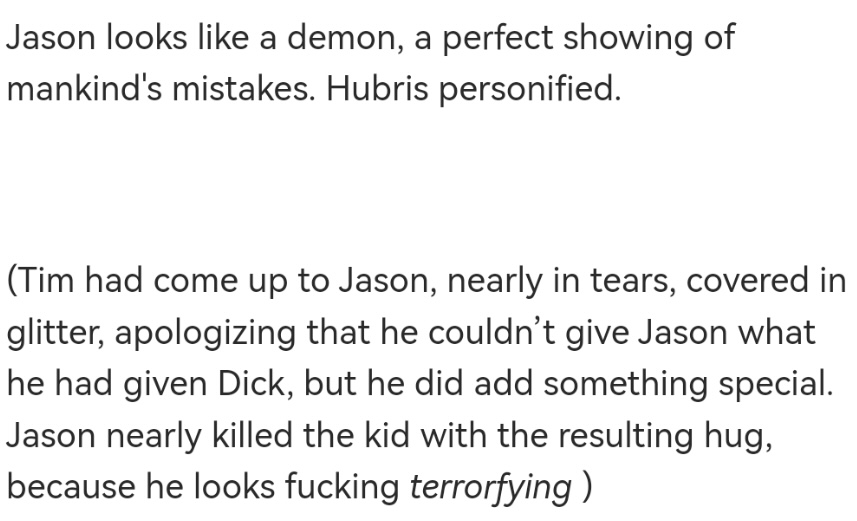 Jason looks like a demon, a perfect showing of
mankind's mistakes. Hubris personified.
(Tim had come up to Jason, nearly in tears, covered in
glitter, apologizing that he couldn’t give Jason what
he had given Dick, but he did add something special.
Jason nearly killed the kid with the resulting hug,
because he looks fucking terrorfying )